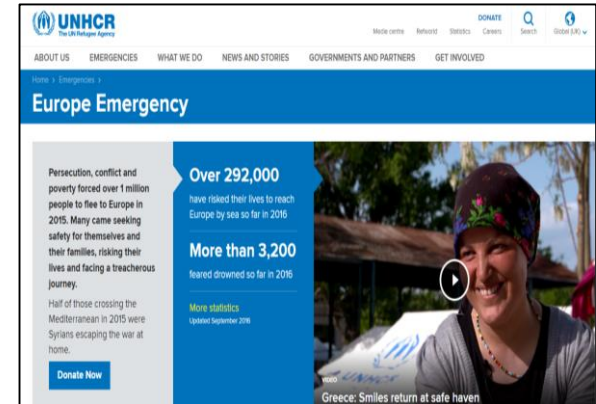 UNHCR
The UN Refugee Agency
Media centre Refworld Statistics DONATE Careers Search Global (UK)
ABOUT US EMERGENCIES WHAT WE DO NEWS AND STORIES GOVERNMENTS AND PARTNERS GET INVOLVED
Home > Emergencies >
Europe Emergency
Persecution, conflict and
poverty forced over 1 million
people to flee to Europe in
2015. Many came seeking
safety for themselves and
their families, risking their
lives and facing a treacherous
journey.
Half of those crossing the
Mediterranean in 2015 were
Syrians escaping the war at
home.
Donate Now
Over 292,000
have risked their lives to reach
Europe by sea so far in 2016
More than 3,200
feared drowned so far in 2016
More statistics
Updated September 2016
UNHCR
VIDEO
Greece: Smiles return at safe haven